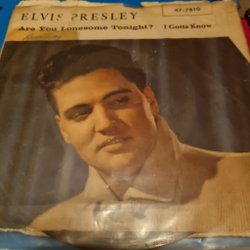 ELVIS PRESLEY
47-7810
Are You Lonesome Tonight? I Gotta Know